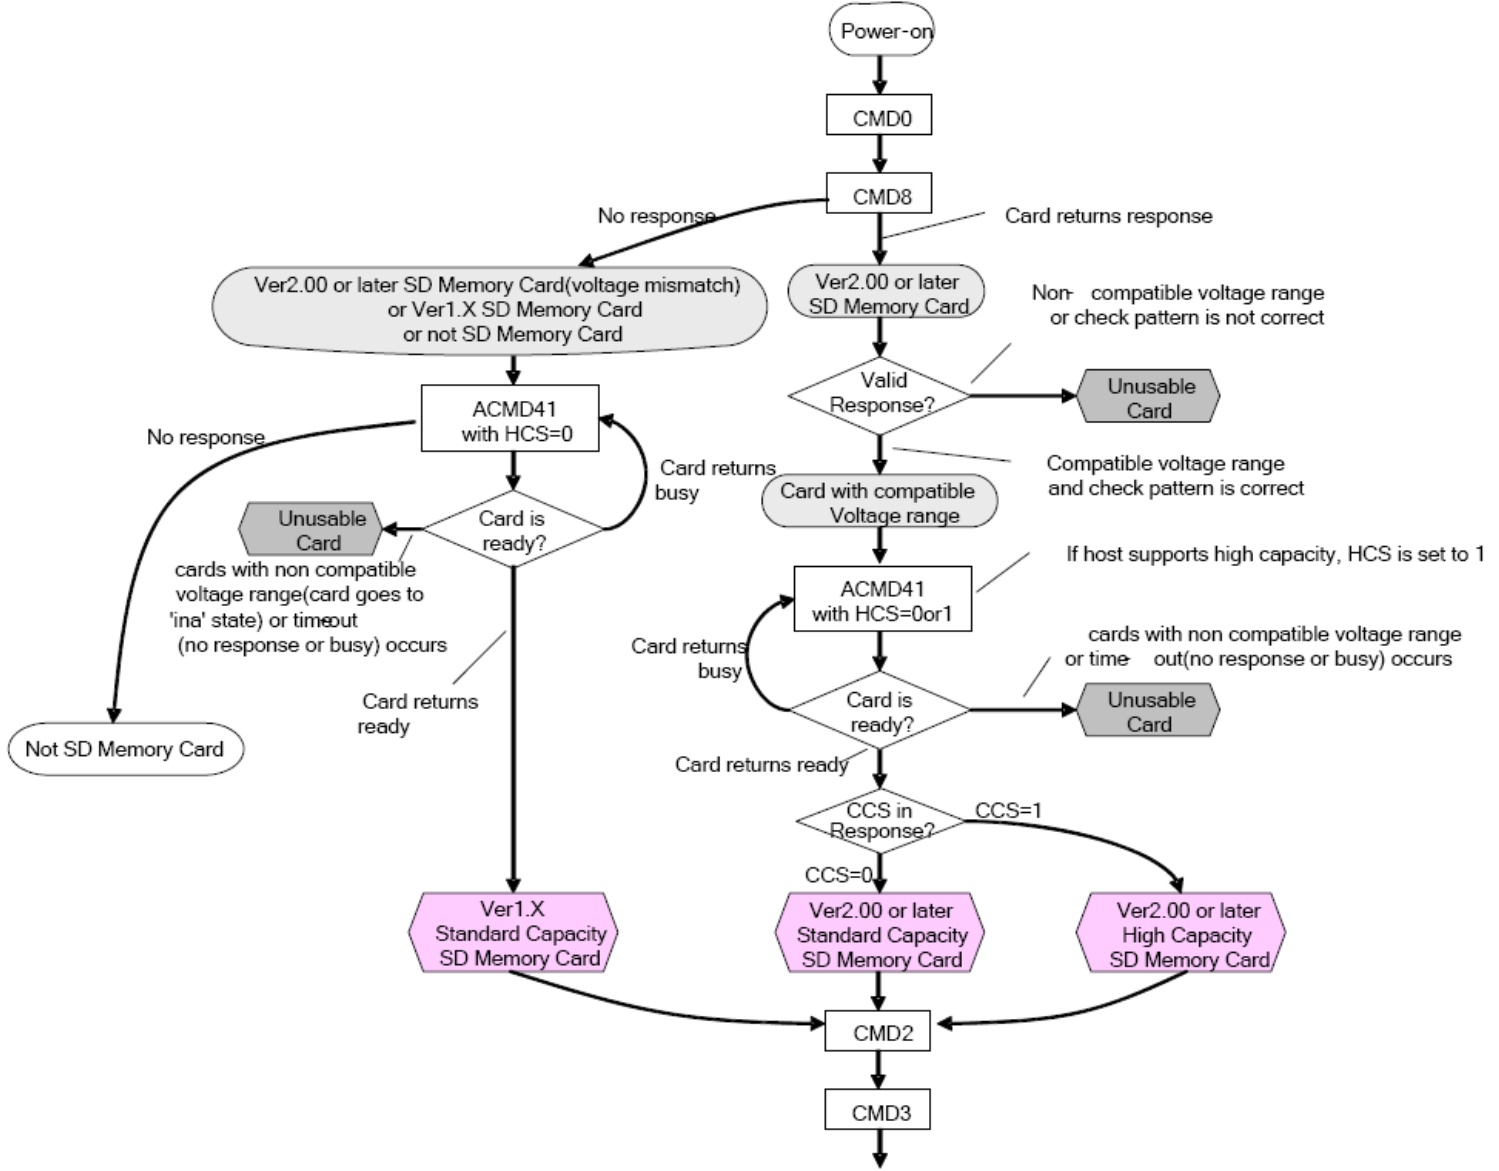 Power-on
CMD0
CMD8
No response
Card returns response
Ver2.00 or later SD Memory Card(voltage mismatch)
or Ver1.X SD Memory Card
or not SD Memory Card
Ver2.00 or later
SD Memory Card
Non- compatible voltage range
or check pattern is not correct
Valid
Response?
Unusable
Card
ACMD41
with HCS=0
No response
Card returns
busy
Compatible voltage range
and check pattern is correct
Card with compatible
Voltage range
Unusable
Card
Card is
ready?
cards with non compatible
voltage range(card goes to
'ina' state) or time-out
(no response or busy) occurs
If host supports high capacity, HCS is set to 1
ACMD41
with HCS=0or1
Card returns
busy
cards with non compatible voltage range
or time- out(no response or busy) occurs
Card returns
ready
Card is
ready?
Unusable
Card
Not SD Memory Card
Card returns ready
CCS in
Response?
CCS=1
CCS=0
Ver1.X
Standard Capacity
SD Memory Card
Ver2.00 or later
Standard Capacity
SD Memory Card
Ver2.00 or later
High Capacity
SD Memory Card
CMD2
CMD3